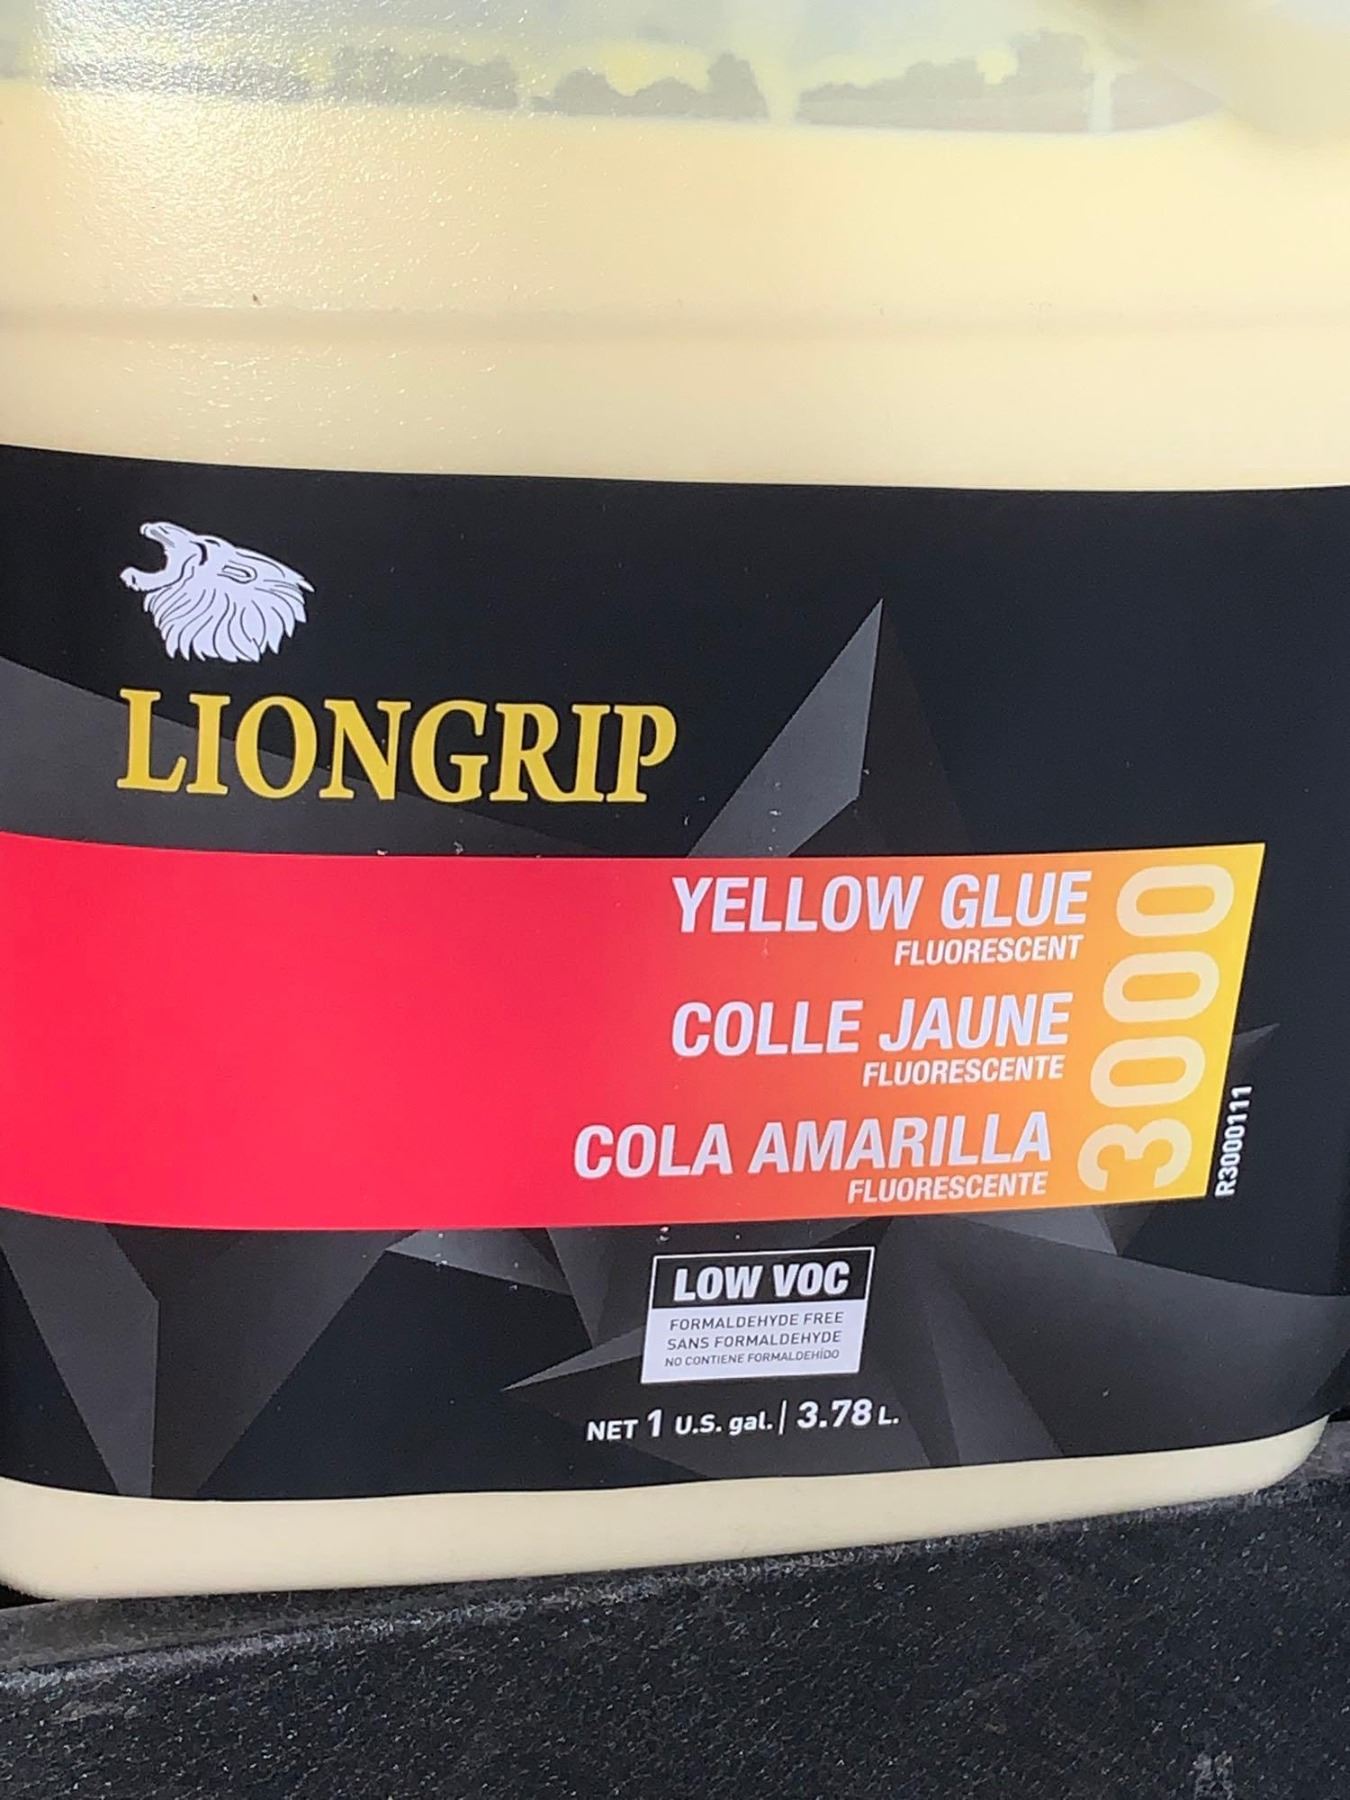 LIONGRIP
YELLOW GLUE
FLUORESCENT
COLLE JAUNE
FLUORESCENTE
COLA AMARILLA
FLUORESCENTE
3000
R3000111
LOW VOC
FORMALDEHYDE FREE
SANS FORMALDEHYDE
NO CONTIENE FORMALDEHÍDO
NET 1 U.S. gal. | 3.78 L.